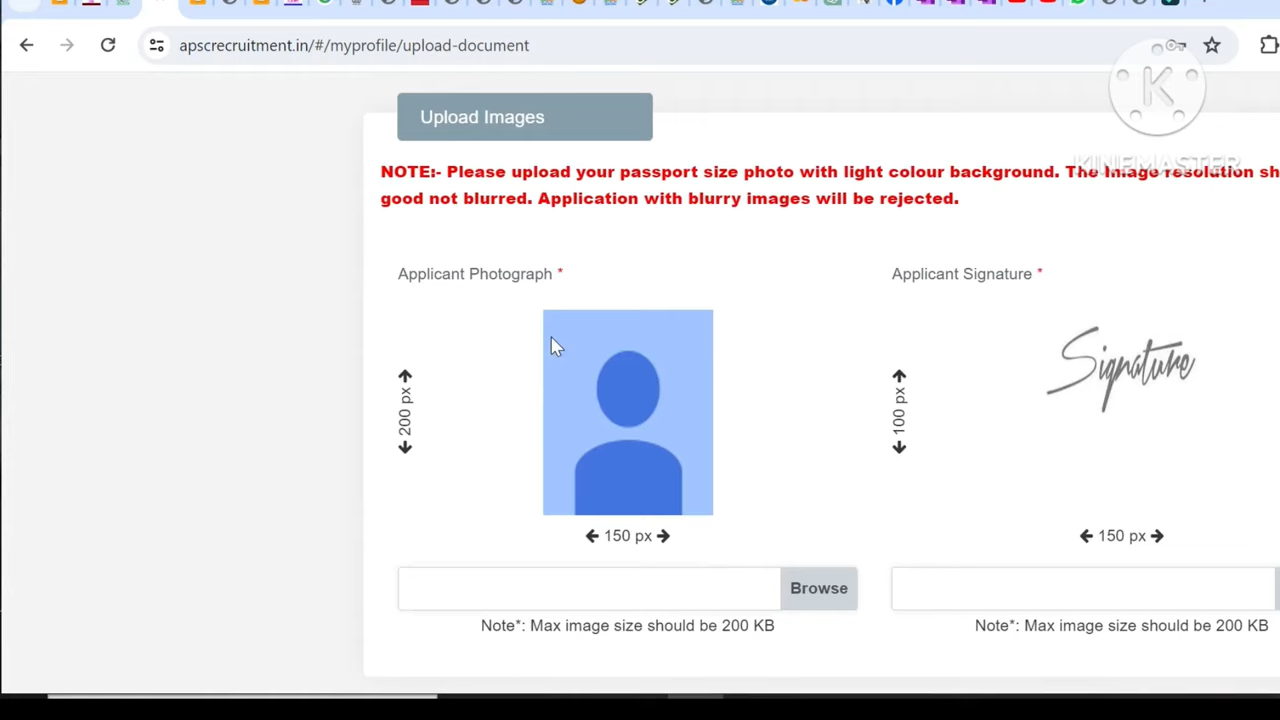 apscrecruitment.in/#/myprofile/upload-document
K
KINEMASTER
Upload Images
NOTE:- Please upload your passport size photo with light colour background. The Image resolution sh
good not blurred. Application with blurry images will be rejected.
Applicant Photograph *
Applicant Signature *
200 px
100 px
Signature
150 px
150 px
Browse
Note*: Max image size should be 200 KB
Note*: Max image size should be 200 KB